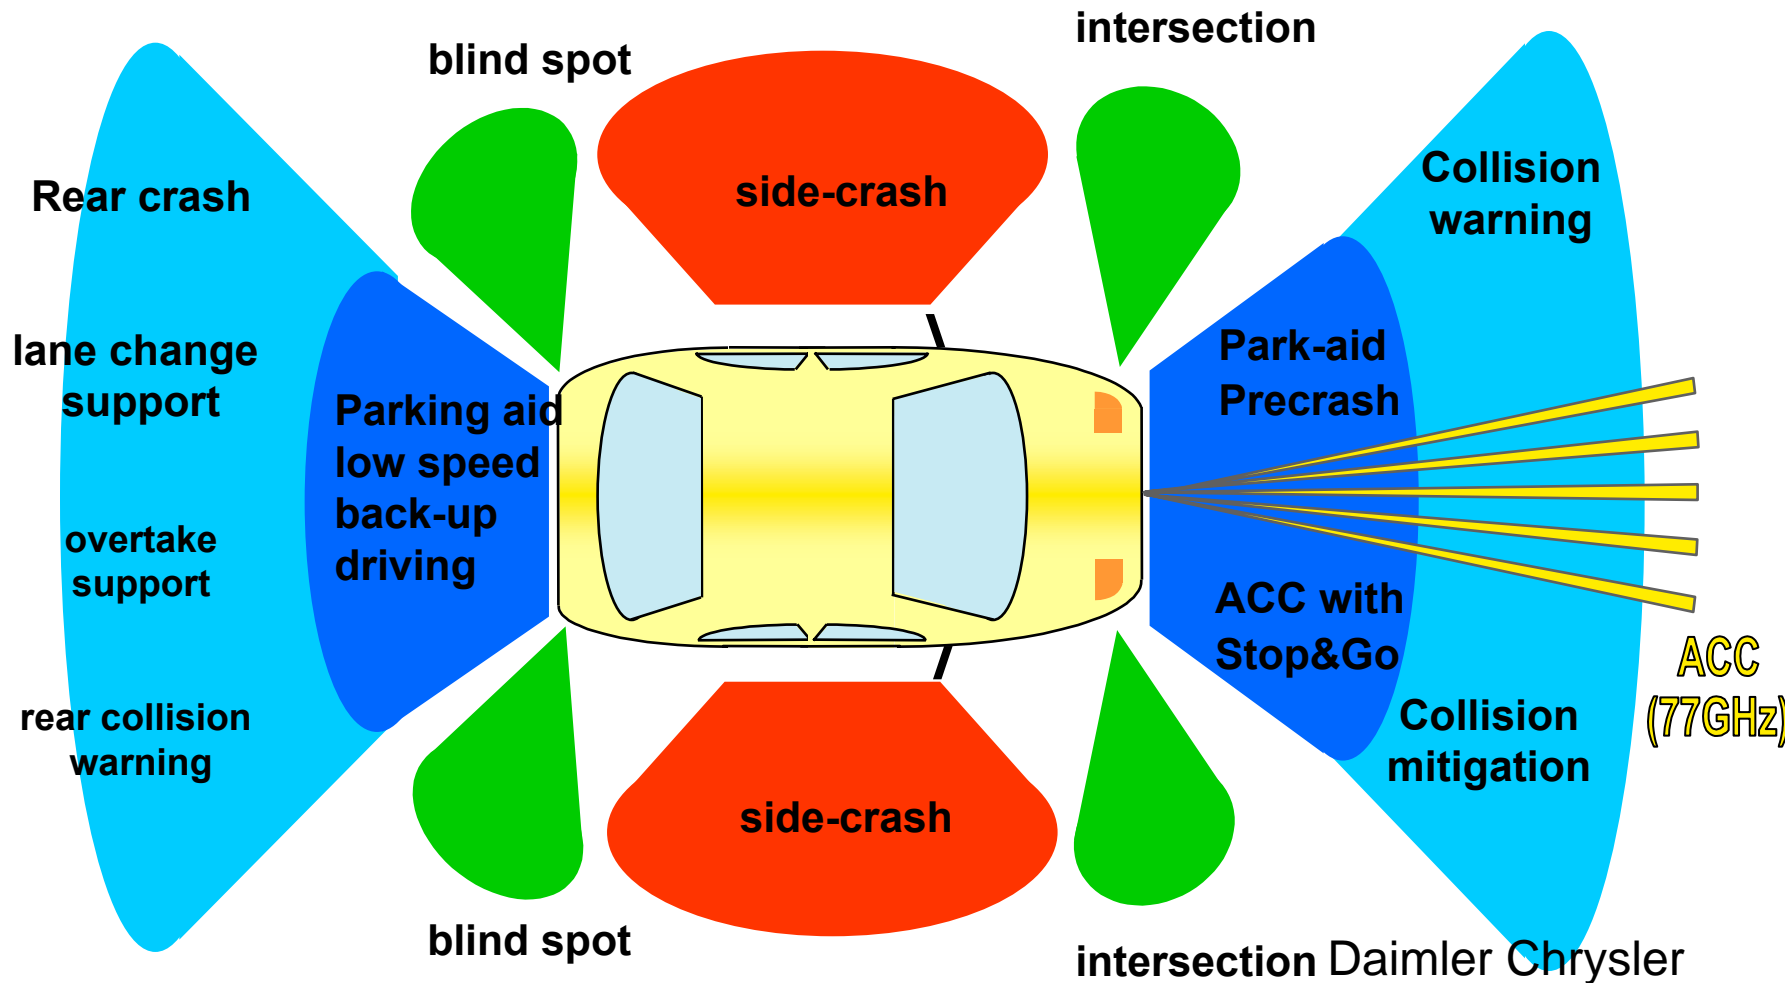 intersection
blind spot
side-crash
Collision
warning
Rear crash
lane change
support
Park-aid
Precrash
Parking aid
low speed
back-up
driving
overtake
support
ACC with
Stop&Go
ACC
(77GHz)
rear collision
warning
Collision
mitigation
side-crash
blind spot
intersection
Daimler Chrysler